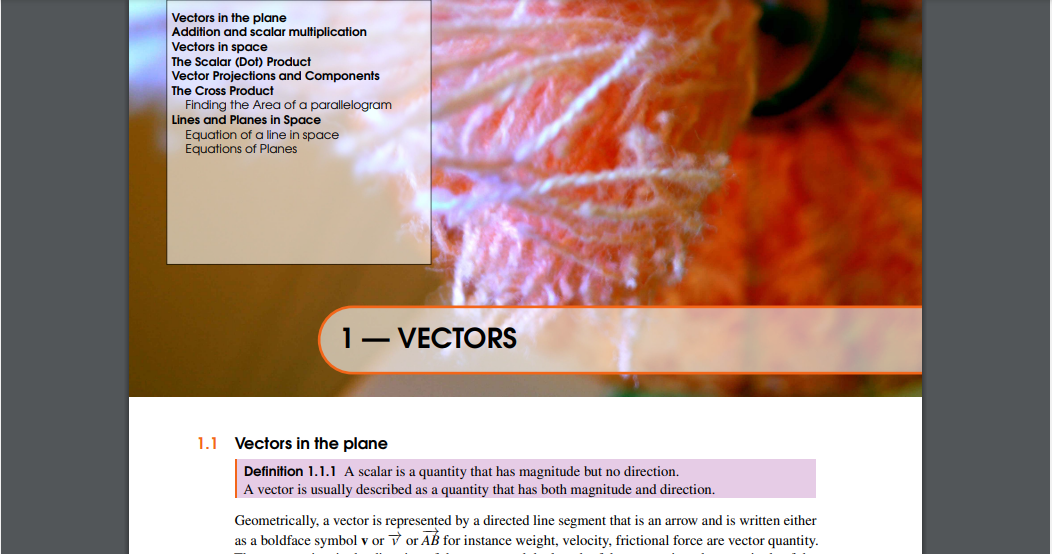 Vectors in the plane
Addition and scalar multiplication
Vectors in space
The Scalar (Dot) Product
Vector Projections and Components
The Cross Product
Finding the Area of a parallelogram
Lines and Planes in Space
Equation of a line in space
Equations of Planes
1 — VECTORS
1.1 Vectors in the plane
Definition 1.1.1 A scalar is a quantity that has magnitude but no direction.
A vector is usually described as a quantity that has both magnitude and direction.
Geometrically, a vector is represented by a directed line segment that is an arrow and is written either
as a boldface symbol v or \overrightarrow{v} or \overrightarrow{AB} for instance weight, velocity, frictional force are vector quantity.